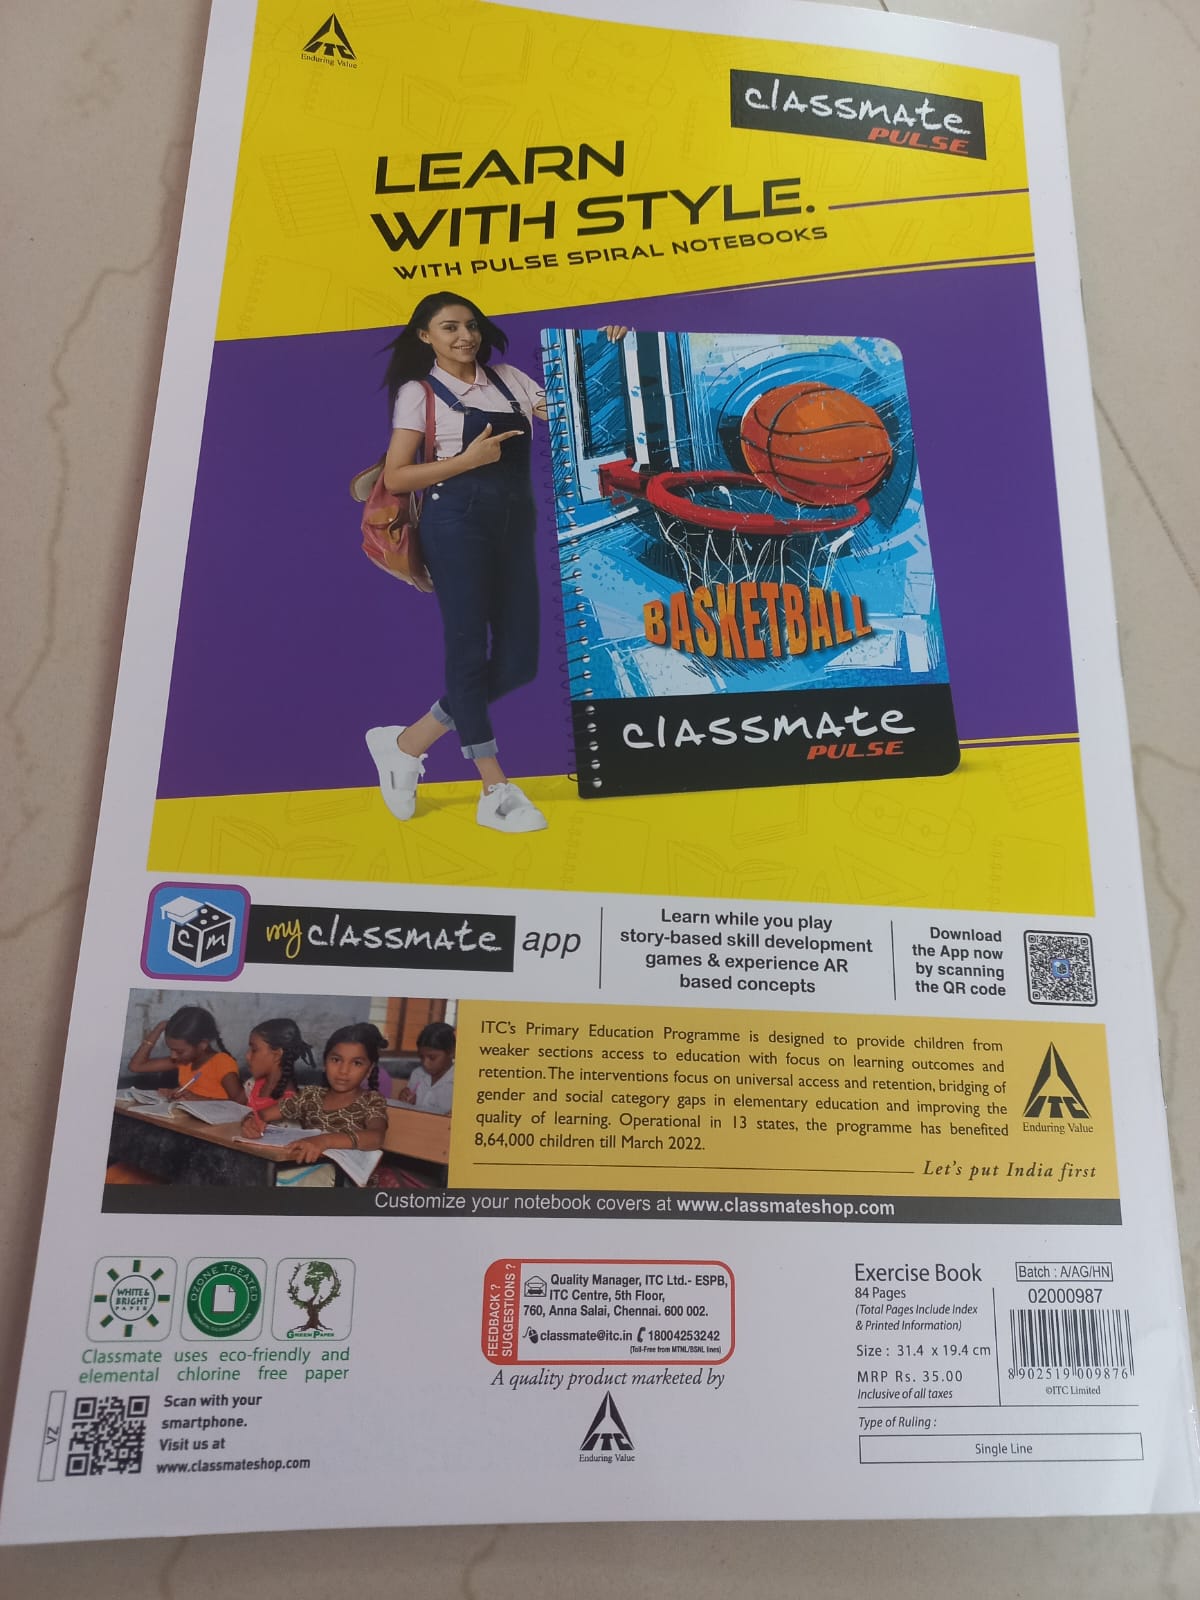 ITC
Enduring Value
classmate
PULSE
LEARN
WITH STYLE.
WITH PULSE SPIRAL NOTEBOOKS
BASKETBALL
classmate
PULSE
CM
my classmate app
Learn while you play
story-based skill development
games & experience AR
based concepts
Download
the App now
by scanning
the QR code
ITC's Primary Education Programme is designed to provide children from
weaker sections access to education with focus on learning outcomes and
retention. The interventions focus on universal access and retention, bridging of
gender and social category gaps in elementary education and improving the
quality of learning. Operational in 13 states, the programme has benefited
8,64,000 children till March 2022.
ITC
Enduring Value
Let's put India first
Customize your notebook covers at www.classmateshop.com
WHITE &
BRIGHT
PAPER
OZONE TREATED
ELEMENTAL CHLORINE FREE PAPER
GREEN PAPER
Classmate uses eco-friendly and
elemental chlorine free paper
VZ
Scan with your
smartphone.
Visit us at
www.classmateshop.com
FEEDBACK ?
SUGGESTIONS ?
Quality Manager, ITC Ltd.- ESPB,
ITC Centre, 5th Floor,
760, Anna Salai, Chennai. 600 002.
classmate@itc.in 18004253242
(Toll-Free from MTNL/BSNL lines)
A quality product marketed by
ITC
Enduring Value
Exercise Book
84 Pages
(Total Pages Include Index
& Printed Information)
Size : 31.4 x 19.4 cm
MRP Rs. 35.00
Inclusive of all taxes
Batch : A/AG/HN
02000987
8 902519 009876
©ITC Limited
Type of Ruling :
Single Line